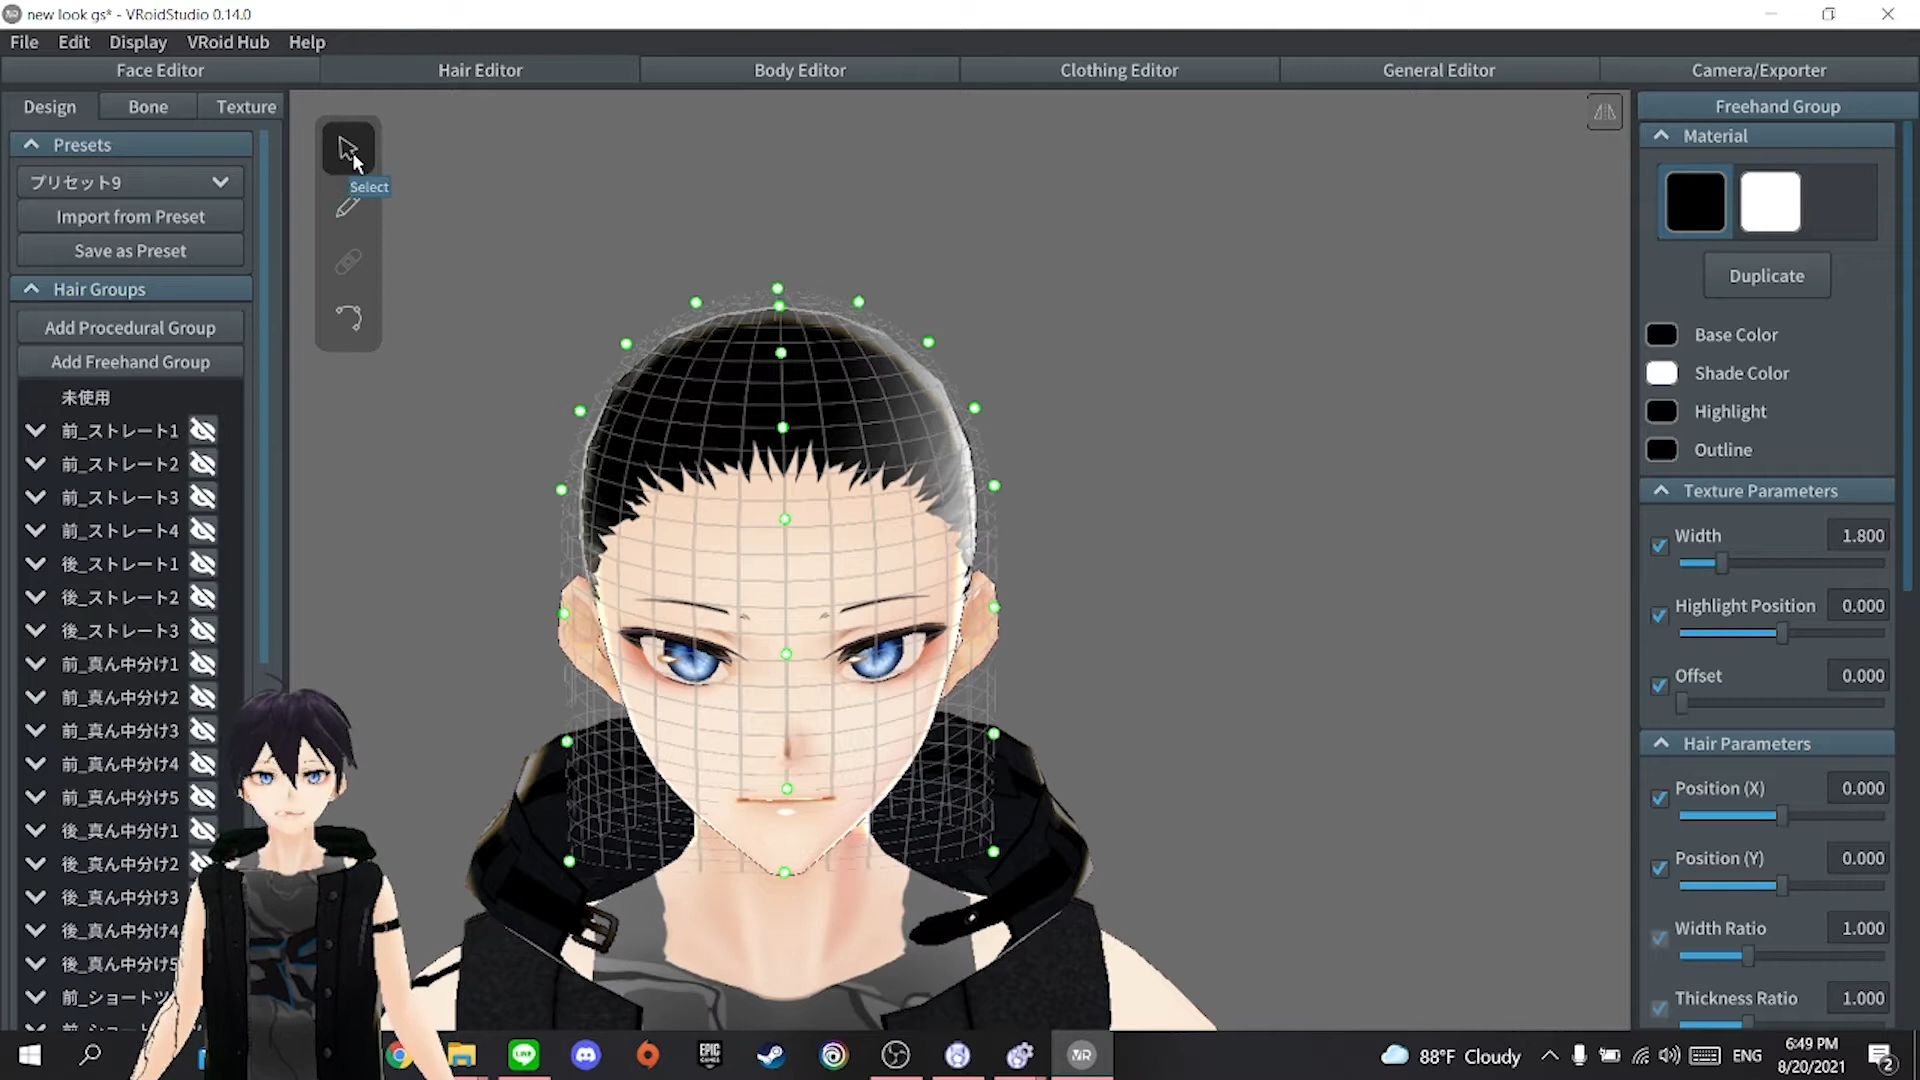 new look gs* - VRoidStudio 0.14.0
File Edit Display VRoid Hub Help
Face Editor Hair Editor Body Editor Clothing Editor General Editor Camera/Exporter
Design Bone Texture
Presets
プリセット9
Import from Preset
Save as Preset
Hair Groups
Add Procedural Group
Add Freehand Group
未使用
前_ストレート1
前_ストレート2
前_ストレート3
前_ストレート4
後_ストレート1
後_ストレート2
後_ストレート3
前_真ん中分け1
前_真ん中分け2
前_真ん中分け3
前_真ん中分け4
前_真ん中分け5
後_真ん中分け1
後_真ん中分け2
後_真ん中分け3
後_真ん中分け4
後_真ん中分け5
前_ショートツ
Select
Freehand Group
Material
Duplicate
Base Color
Shade Color
Highlight
Outline
Texture Parameters
Width 1.800
Highlight Position 0.000
Offset 0.000
Hair Parameters
Position (X) 0.000
Position (Y) 0.000
Width Ratio 1.000
Thickness Ratio 1.000
LINE
EPIC GAMES
VR
88°F Cloudy
ENG
6:49 PM
8/20/2021
2